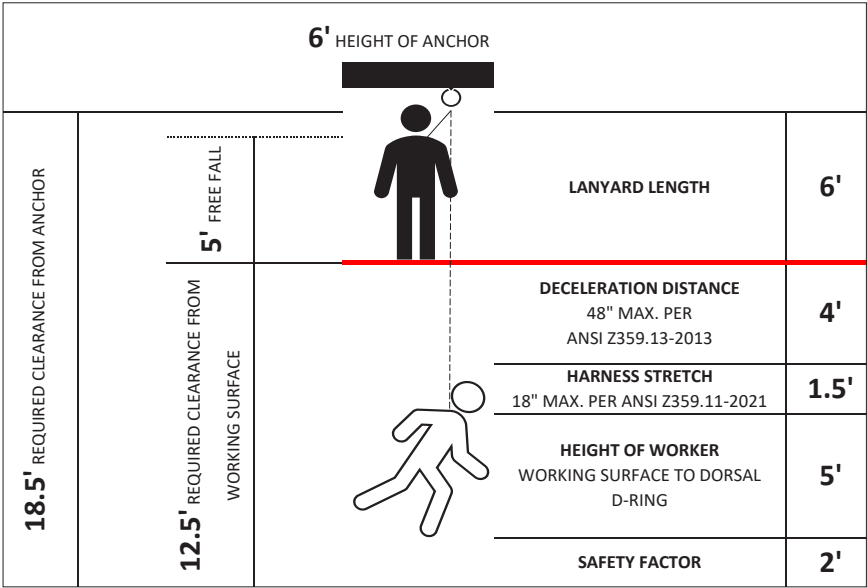 6' HEIGHT OF ANCHOR
18.5' REQUIRED CLEARANCE FROM ANCHOR
5' FREE FALL
12.5' REQUIRED CLEARANCE FROM
WORKING SURFACE
LANYARD LENGTH
6'
DECELERATION DISTANCE
48" MAX. PER
ANSI Z359.13-2013
4'
HARNESS STRETCH
18" MAX. PER ANSI Z359.11-2021
1.5'
HEIGHT OF WORKER
WORKING SURFACE TO DORSAL
D-RING
5'
SAFETY FACTOR
2'